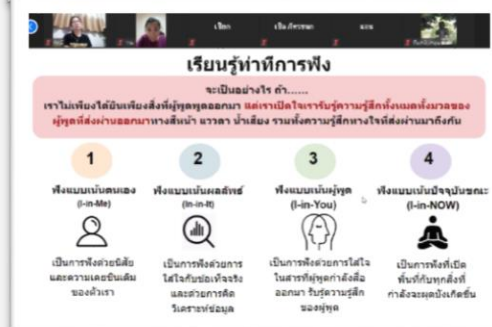 เรียนรู้ท่าทีการฟัง
จะเป็นอย่างไร ถ้า......
เราไม่เพียงได้ยินเพียงสิ่งที่ผู้พูดพูดออกมา แต่เราเปิดใจเรารับรู้ความรู้สึกทั้งหมดทั้งมวลของ
ผู้พูดที่ส่งผ่านออกมาทางสีหน้า แววตา น้ำเสียง รวมทั้งความรู้สึกทางใจที่ส่งผ่านมาถึงกัน
1
ฟังแบบเน้นตนเอง
(I-in-Me)
เป็นการฟังด้วยนิสัย
และความเคยชินเดิม
ของตัวเรา
2
ฟังแบบเน้นผลลัพธ์
(In-in-It)
เป็นการฟังด้วยการ
ใส่ใจกับข้อเท็จจริง
และด้วยการคิด
วิเคราะห์ข้อมูล
3
ฟังแบบเน้นผู้พูด
(I-in-You)
เป็นการฟังด้วยการใส่ใจ
ในสารที่ผู้พูดกำลังสื่อ
ออกมา รับรู้ความรู้สึก
ของผู้พูด
4
ฟังแบบเน้นปัจจุบันขณะ
(I-in-NOW)
เป็นการฟังที่เปิด
พื้นที่กับทุกสิ่งที่
กำลังจะผุดบังเกิดขึ้น